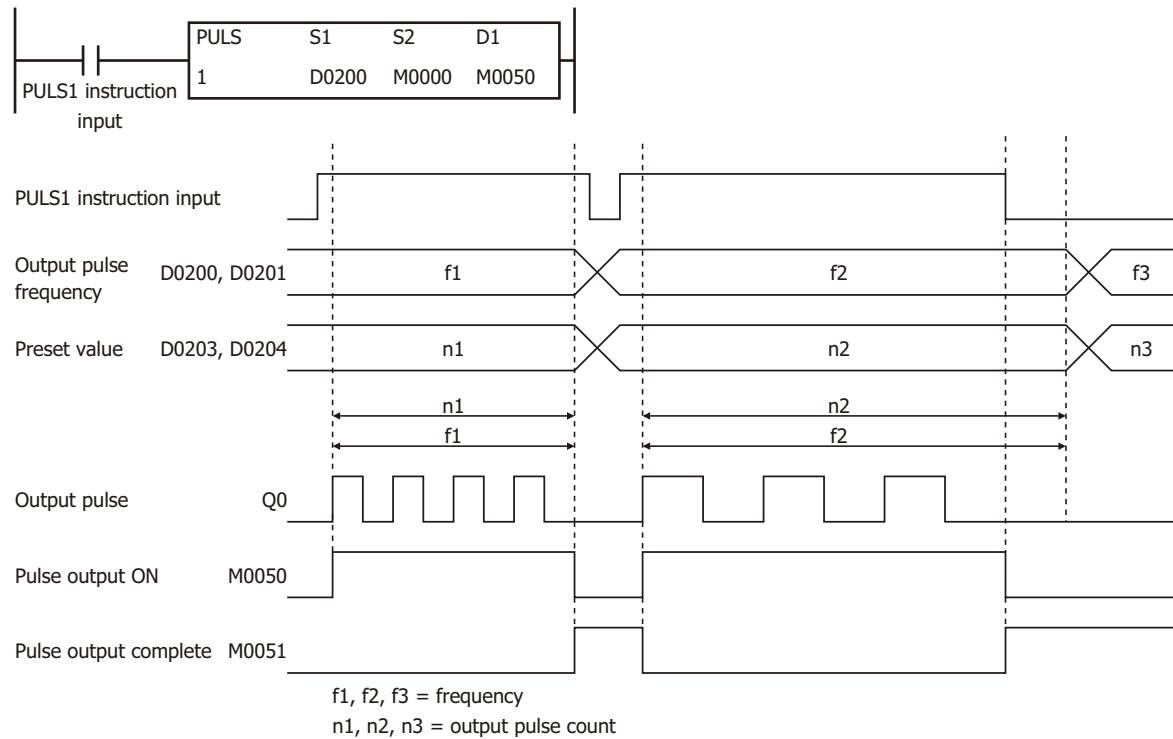 PULS S1 S2 D1
1 D0200 M0000 M0050
PULS1 instruction
input
PULS1 instruction input
Output pulse
frequency
D0200, D0201
f1
f2
f3
Preset value D0203, D0204
n1
n2
n3
n1
n2
f1
f2
Output pulse Q0
Pulse output ON M0050
Pulse output complete M0051
f1, f2, f3 = frequency
n1, n2, n3 = output pulse count